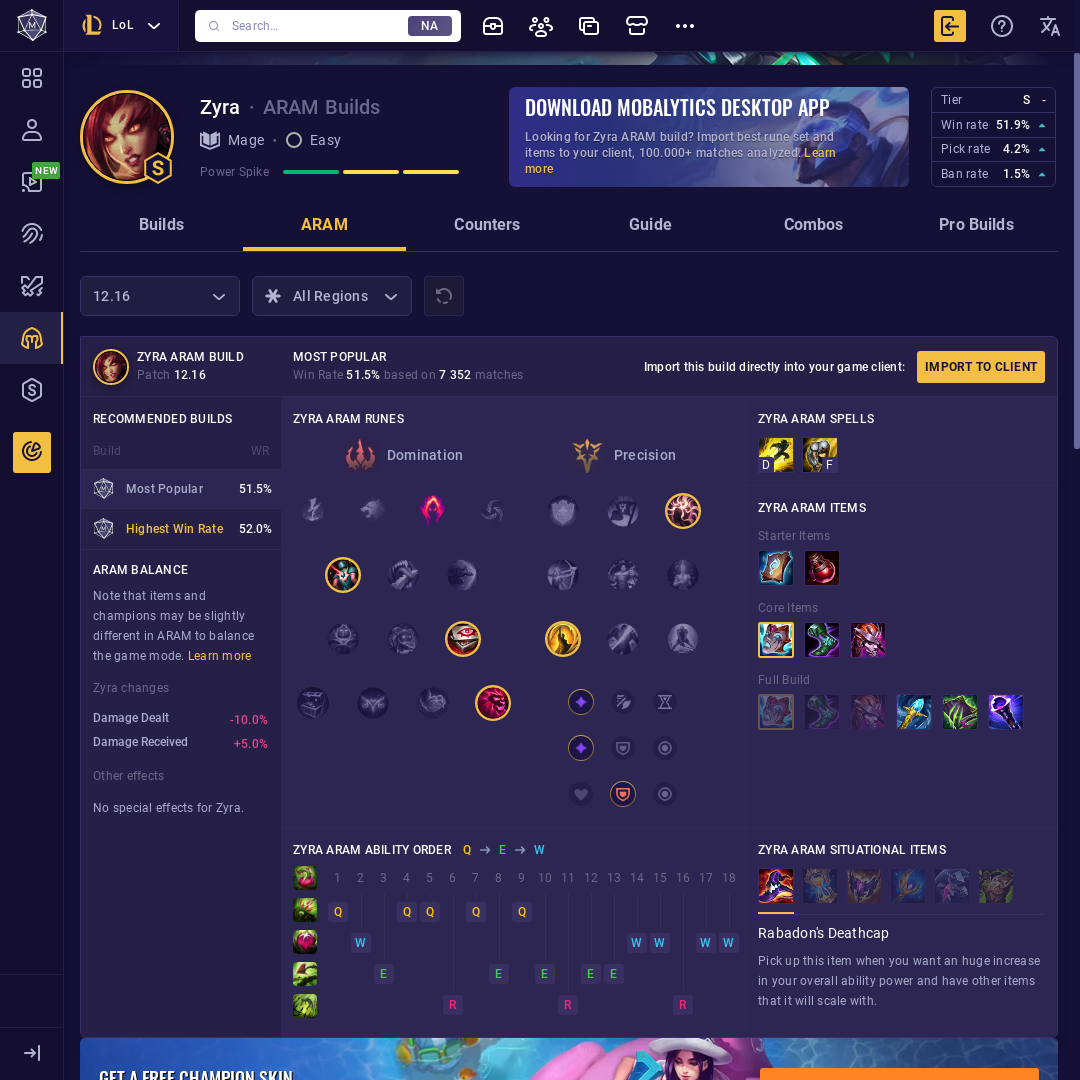 LoL
Search...
NA
NEW
Zyra · ARAM Builds
Mage · Easy
Power Spike
S
DOWNLOAD MOBALYTICS DESKTOP APP
Looking for Zyra ARAM build? Import best rune set and
items to your client, 100.000+ matches analyzed. Learn
more
Tier S -
Win rate 51.9%
Pick rate 4.2%
Ban rate 1.5%
Builds ARAM Counters Guide Combos Pro Builds
12.16 All Regions
ZYRA ARAM BUILD
Patch 12.16
MOST POPULAR
Win Rate 51.5% based on 7 352 matches
Import this build directly into your game client:
IMPORT TO CLIENT
RECOMMENDED BUILDS
Build WR
Most Popular 51.5%
Highest Win Rate 52.0%
ARAM BALANCE
Note that items and
champions may be slightly
different in ARAM to balance
the game mode. Learn more
Zyra changes
Damage Dealt -10.0%
Damage Received +5.0%
Other effects
No special effects for Zyra.
ZYRA ARAM RUNES
Domination
Precision
ZYRA ARAM SPELLS
D F
ZYRA ARAM ITEMS
Starter Items
Core Items
Full Build
ZYRA ARAM ABILITY ORDER Q → E → W
1 2 3 4 5 6 7 8 9 10 11 12 13 14 15 16 17 18
Q Q Q Q Q
W W W W W
E E E E E
R R R
ZYRA ARAM SITUATIONAL ITEMS
Rabadon's Deathcap
Pick up this item when you want an huge increase
in your overall ability power and have other items
that it will scale with.
GET A FREE CHAMPION SKIN